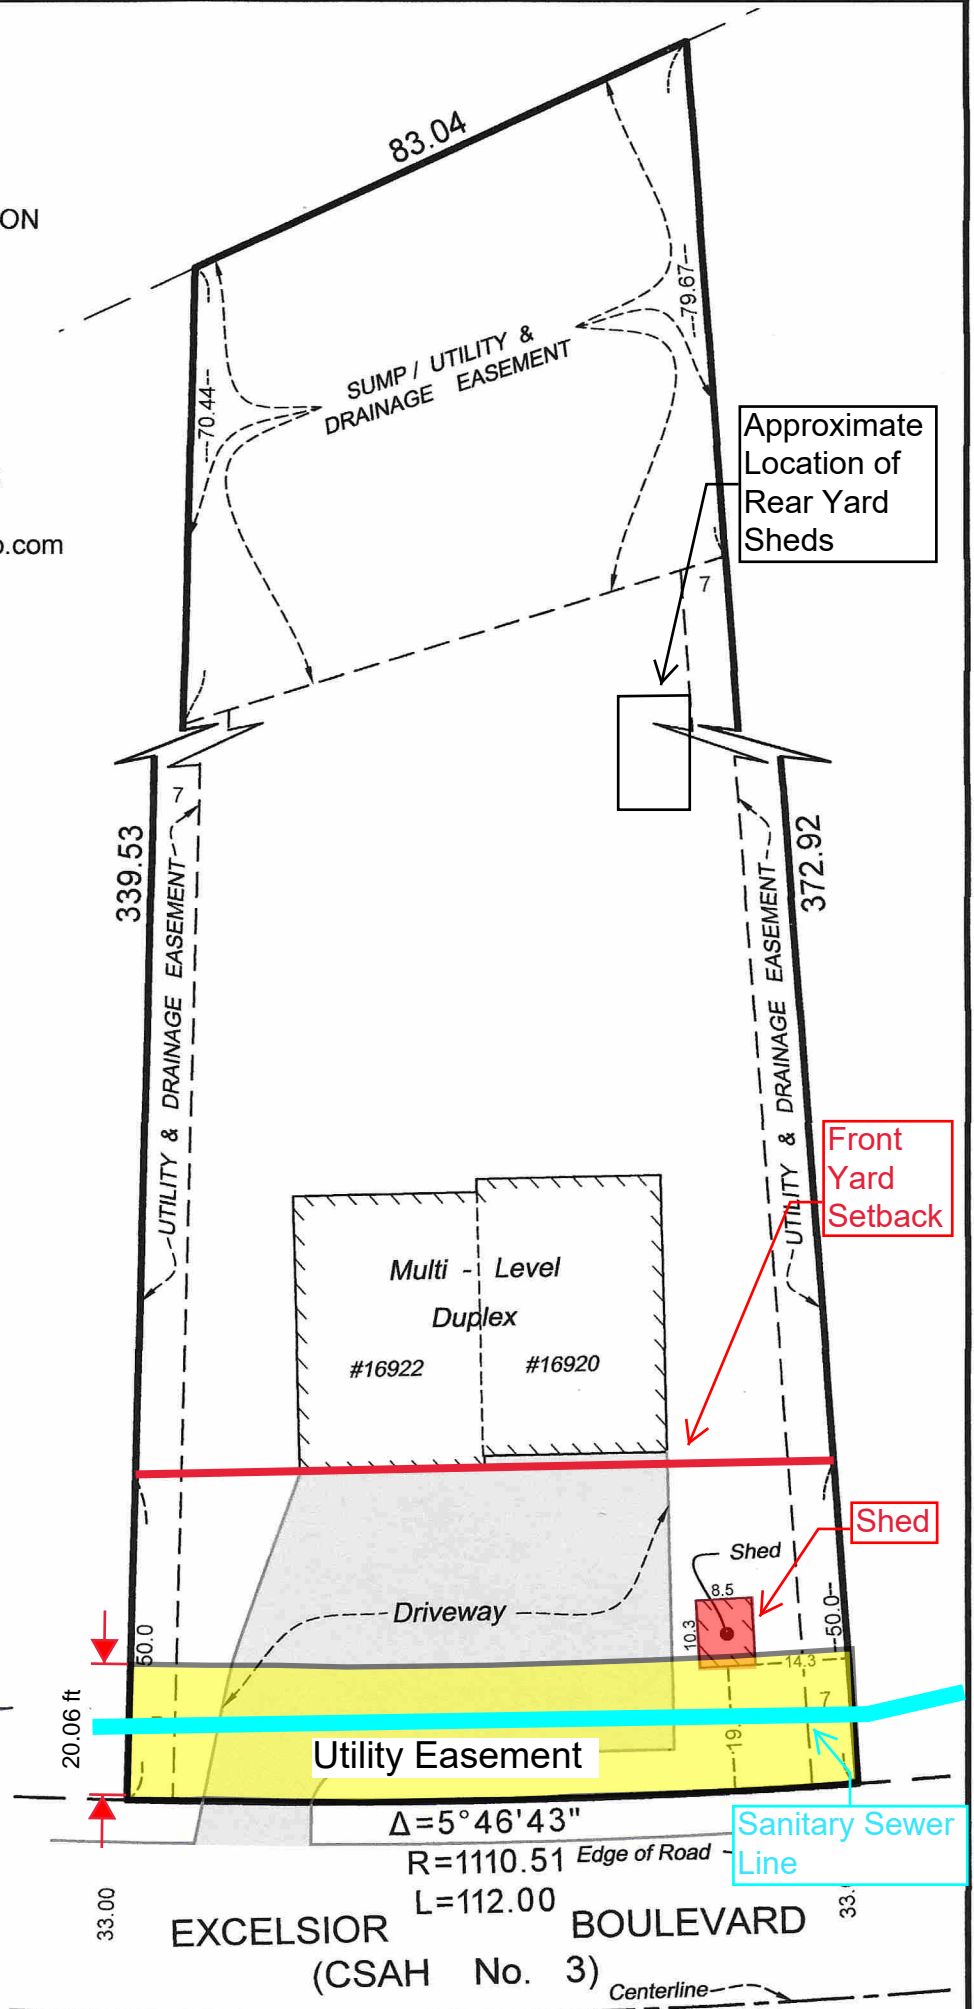 83.04
ON
79.67
SUMP / UTILITY &
DRAINAGE EASEMENT
70.44
Approximate
Location of
Rear Yard
Sheds
.com
7
7
339.53
372.92
UTILITY & DRAINAGE EASEMENT
UTILITY & DRAINAGE EASEMENT
Front
Yard
Setback
Multi - Level
Duplex
#16922
#16920
Shed
Shed
8.5
10.3
Driveway
50.0
50.0
14.3
20.06 ft
7
19.
Utility Easement
Δ=5°46'43"
Sanitary Sewer
Line
R=1110.51
Edge of Road
L=112.00
33.00
33.
EXCELSIOR BOULEVARD
(CSAH No. 3)
Centerline